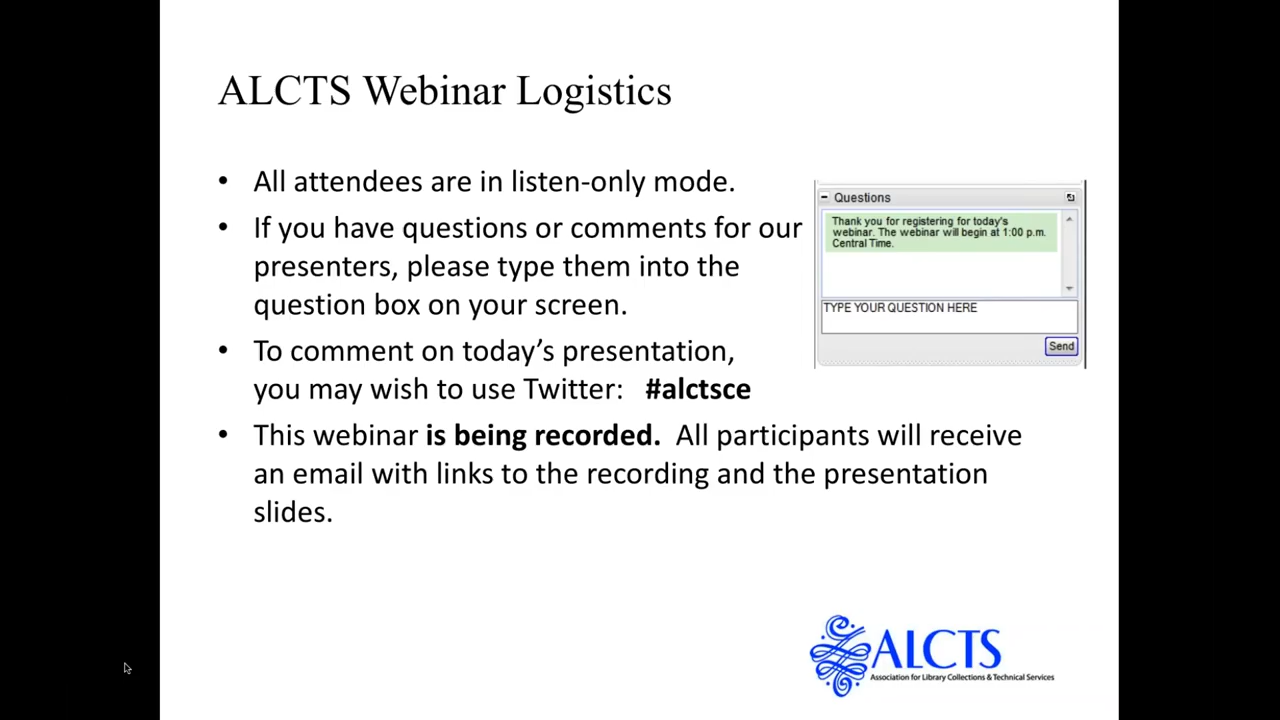 ALCTS Webinar Logistics
• All attendees are in listen-only mode.
• If you have questions or comments for our
presenters, please type them into the
question box on your screen.
• To comment on today's presentation,
you may wish to use Twitter: #alctsce
• This webinar is being recorded. All participants will receive
an email with links to the recording and the presentation
slides.
Questions
Thank you for registering for today's
webinar. The webinar will begin at 1:00 p.m.
Central Time.
TYPE YOUR QUESTION HERE
Send
ALCTS
Association for Library Collections & Technical Services